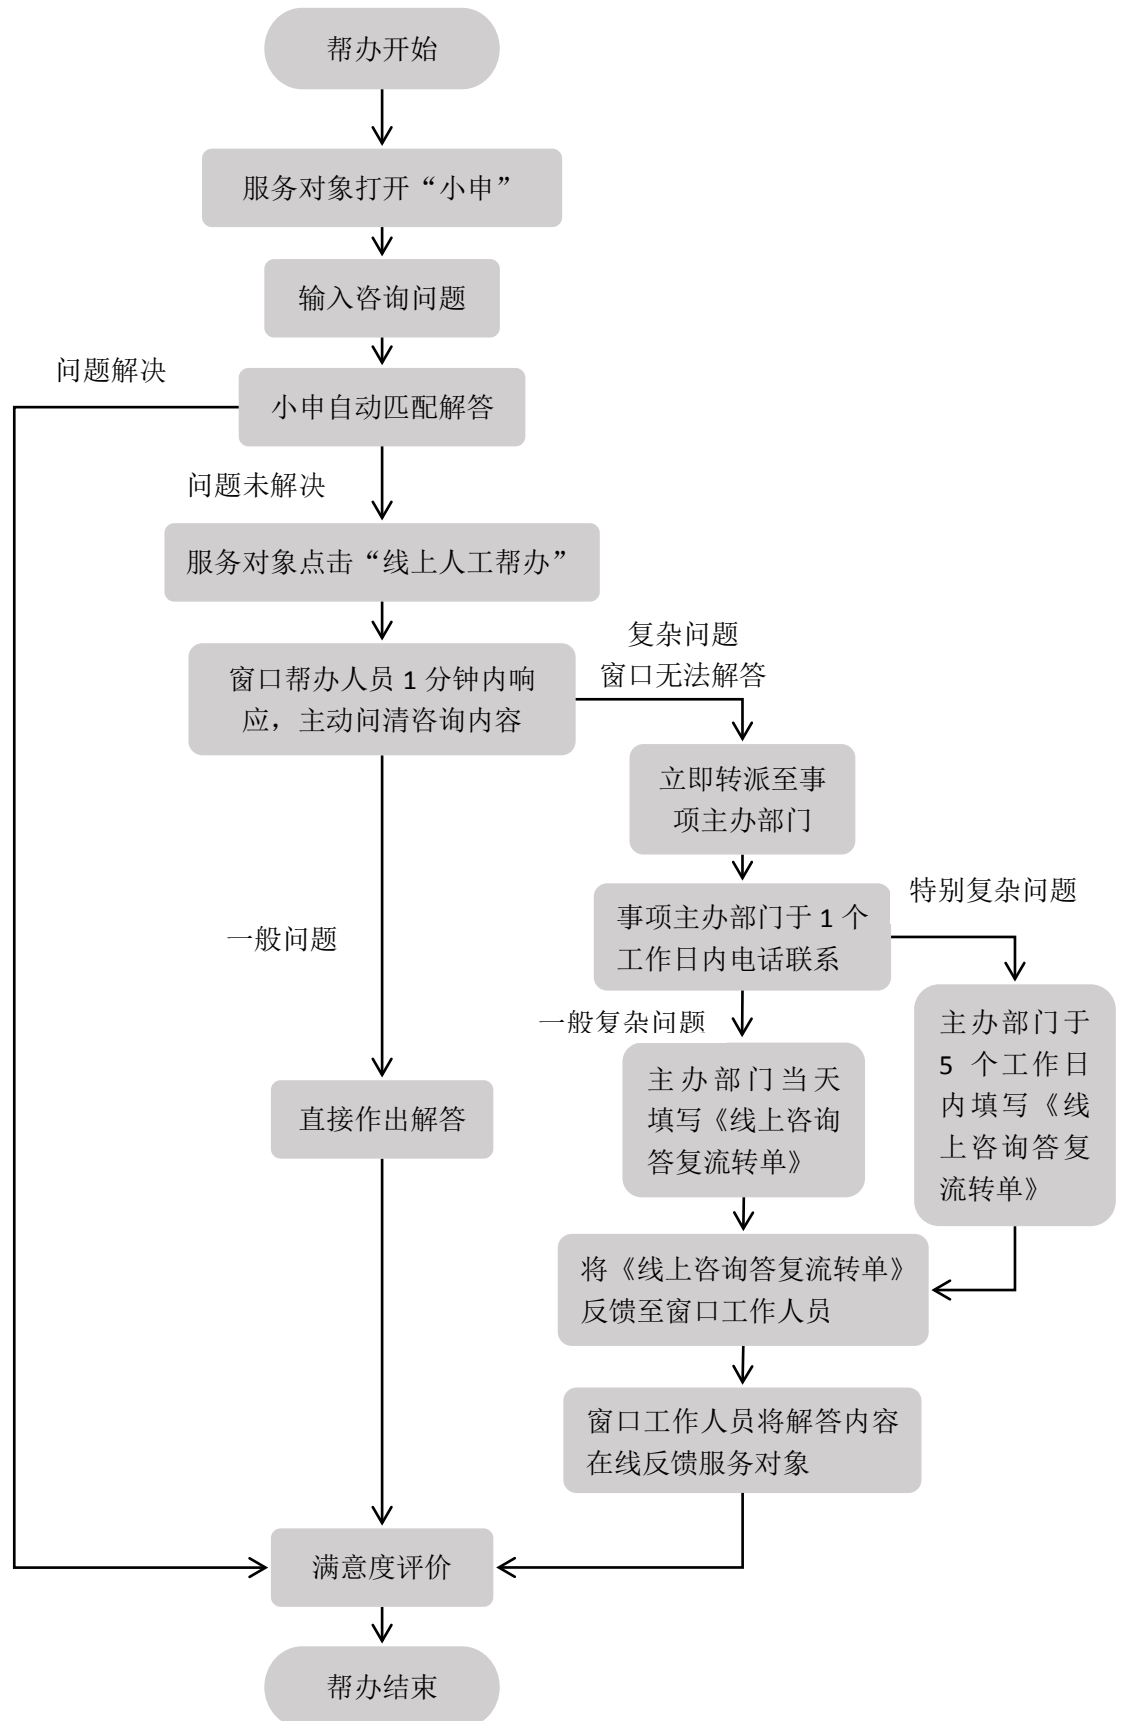 帮办开始
服务对象打开“小申”
输入咨询问题
问题解决
小申自动匹配解答
问题未解决
服务对象点击“线上人工帮办”
复杂问题
窗口无法解答
窗口帮办人员 1 分钟内响
应，主动问清咨询内容
立即转派至事
项主办部门
特别复杂问题
事项主办部门于 1 个
工作日内电话联系
一般问题
一般复杂问题
主办部门于
5 个工作日
内填写《线
上咨询答复
流转单》
主办部门当天
填写《线上咨询
答复流转单》
直接作出解答
将《线上咨询答复流转单》
反馈至窗口工作人员
窗口工作人员将解答内容
在线反馈服务对象
满意度评价
帮办结束